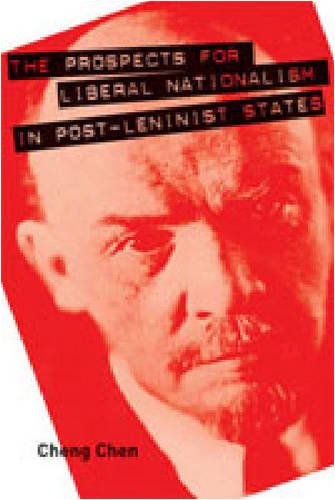 THE PROSPECTS FOR
LIBERAL NATIONALISM
IN POST-LENINIST STATES
Cheng Chen